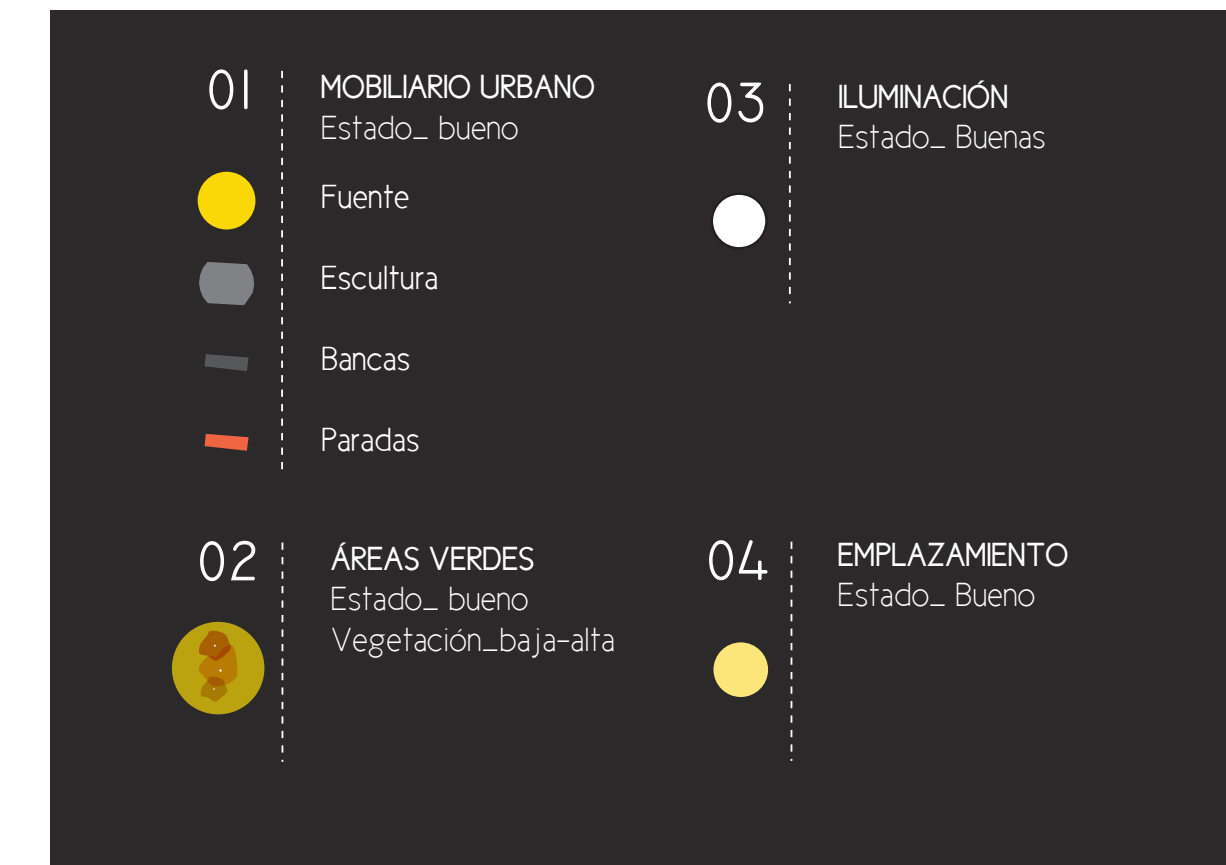 01
MOBILIARIO URBANO
Estado_ bueno
Fuente
Escultura
Bancas
Paradas
02
ÁREAS VERDES
Estado_ bueno
Vegetación_baja-alta
03
ILUMINACIÓN
Estado_ Buenas
04
EMPLAZAMIENTO
Estado_ Bueno